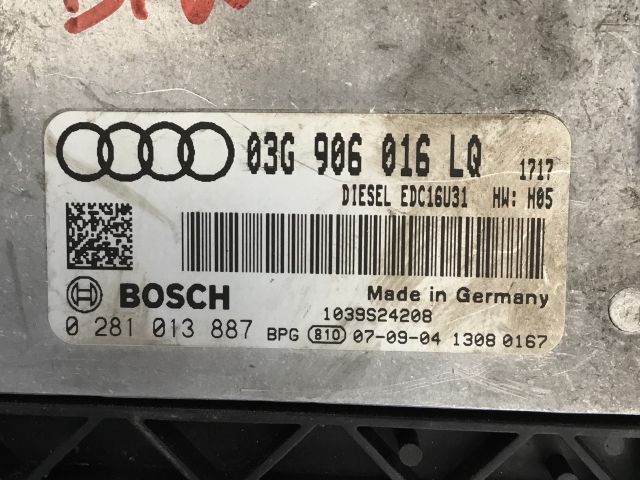 03G 906 016 LQ 1717
DIESEL EDC16U31 HW: H05
BOSCH Made in Germany
1039S24208
0 281 013 887 BPG 810 07-09-04 1308 0167